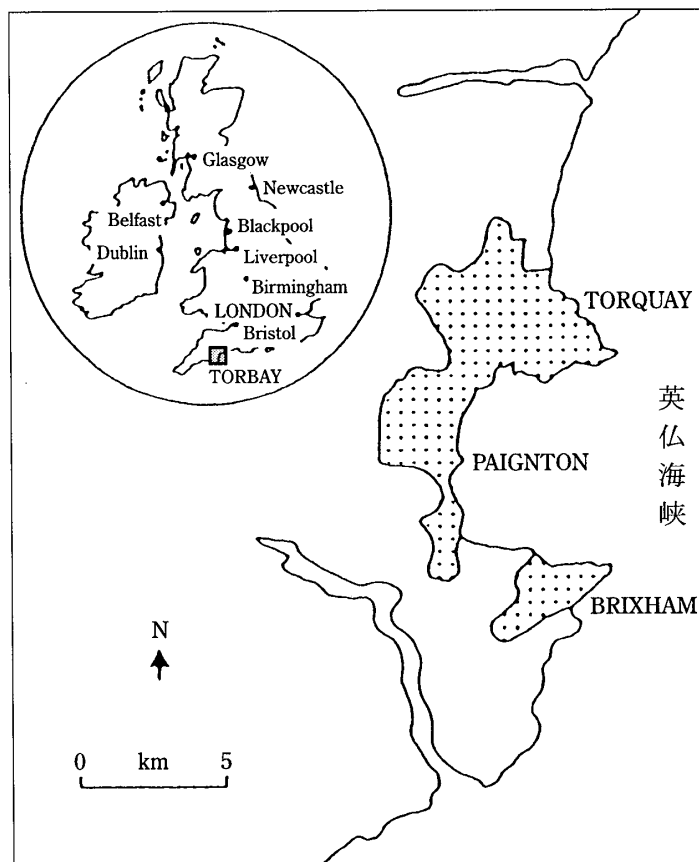 Glasgow
Newcastle
Belfast
Blackpool
Dublin
Liverpool
Birmingham
LONDON
Bristol
TORBAY
TORQUAY
英仏海峡
PAIGNTON
BRIXHAM
N
0 km 5